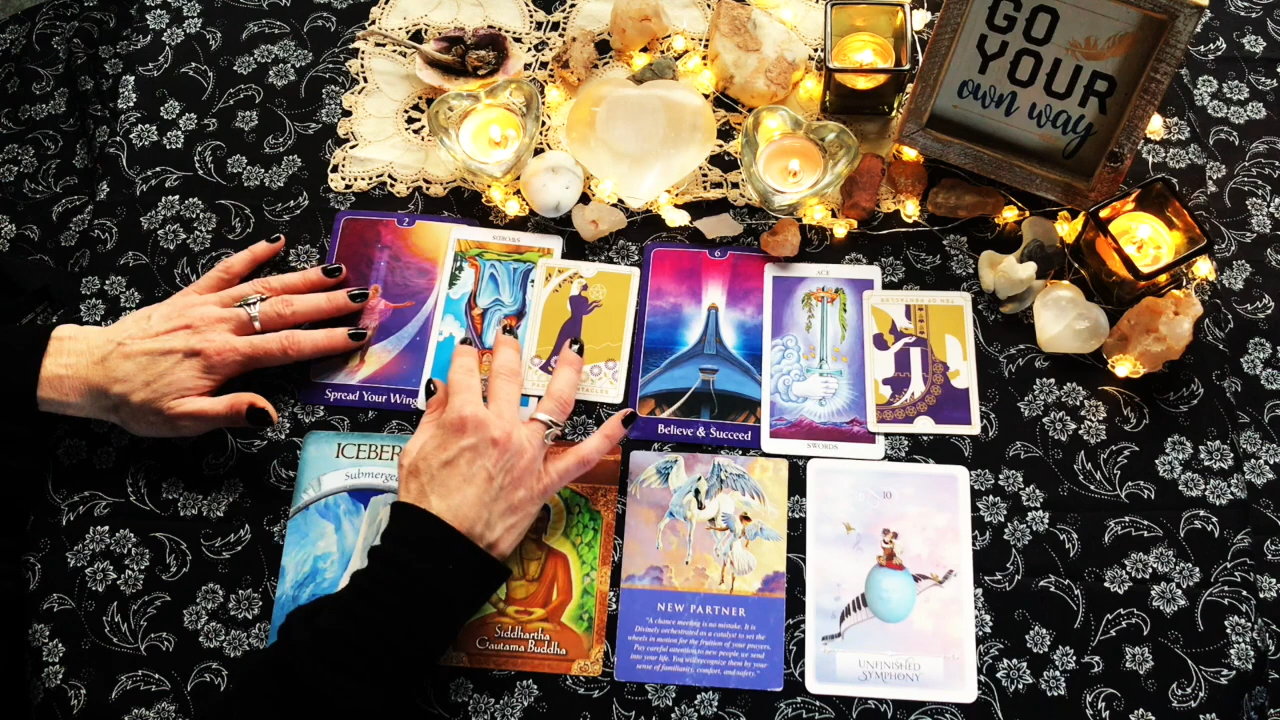 GO
YOUR
own way
2
Spread Your Wing
SWORDS
6
Believe & Succeed
ACE
SWORDS
TEN OF PENTACLES
ICEBER
Submerge
Siddhartha
Gautama Buddha
NEW PARTNER
"A chance meeting is no mistake. It is
Divinely orchestrated as a catalyst to set the
wheels in motion for the fruition of your prayers.
Pay careful attention to new people we send
into your life. You will recognize them by your
sense of familiarity, comfort, and safety."
10
UNFINISHED
SYMPHONY